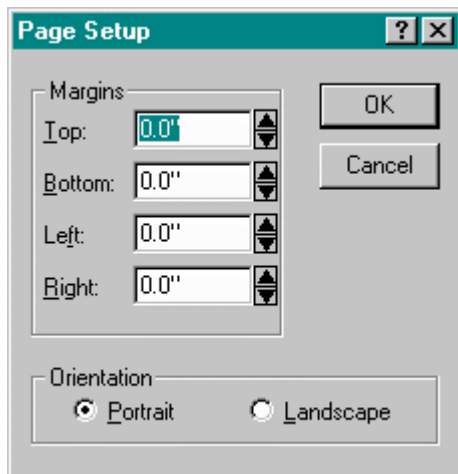 Page Setup ? ×
Margins
Top: 0.0"
Bottom: 0.0"
Left: 0.0"
Right: 0.0"
OK
Cancel
Orientation
Portrait Landscape